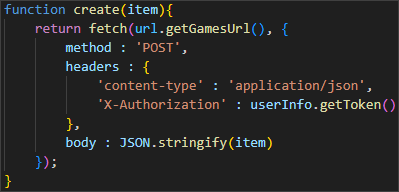 function create(item){
    return fetch(url.getGamesUrl(), {
        method : 'POST',
        headers : {
            'content-type' : 'application/json',
            'X-Authorization' : userInfo.getToken()
        },
        body : JSON.stringify(item)
    });
}